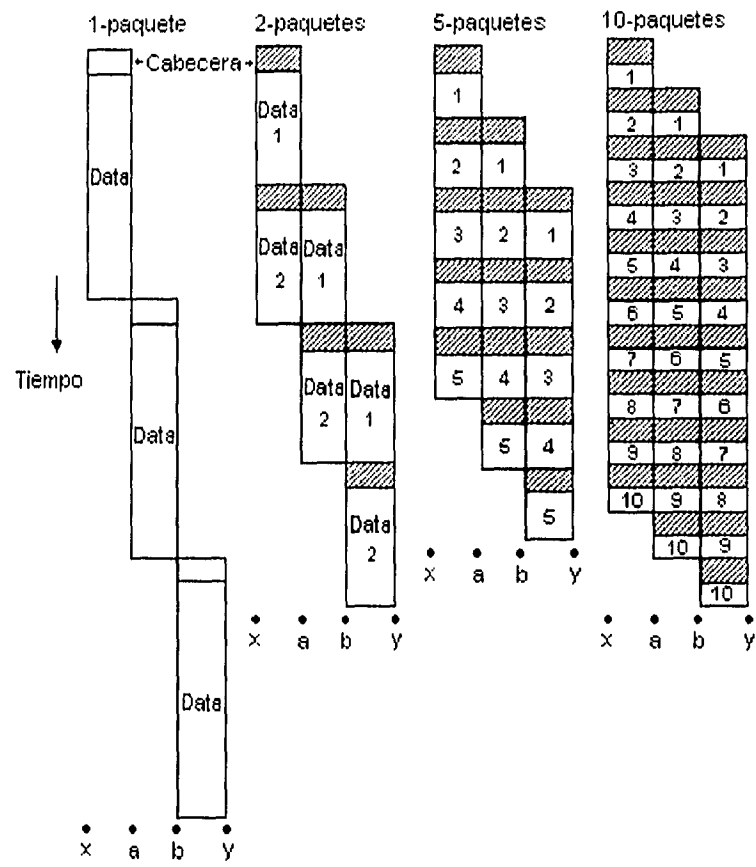 1-paquete
2-paquetes
5-paquetes
10-paquetes
Cabecera
Data
Data
Data
Tiempo
x a b y
Data
1
Data
2
Data
1
Data
2
Data
1
Data
2
x a b y
1
2 1
3 2 1
4 3 2
5 4 3
5 4
5
x a b y
1
2 1
3 2 1
4 3 2
5 4 3
6 5 4
7 6 5
8 7 6
9 8 7
10 9 8
10 9
10
x a b y